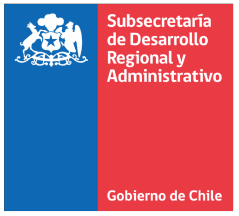 Subsecretaría
de Desarrollo
Regional y
Administrativo
Gobierno de Chile